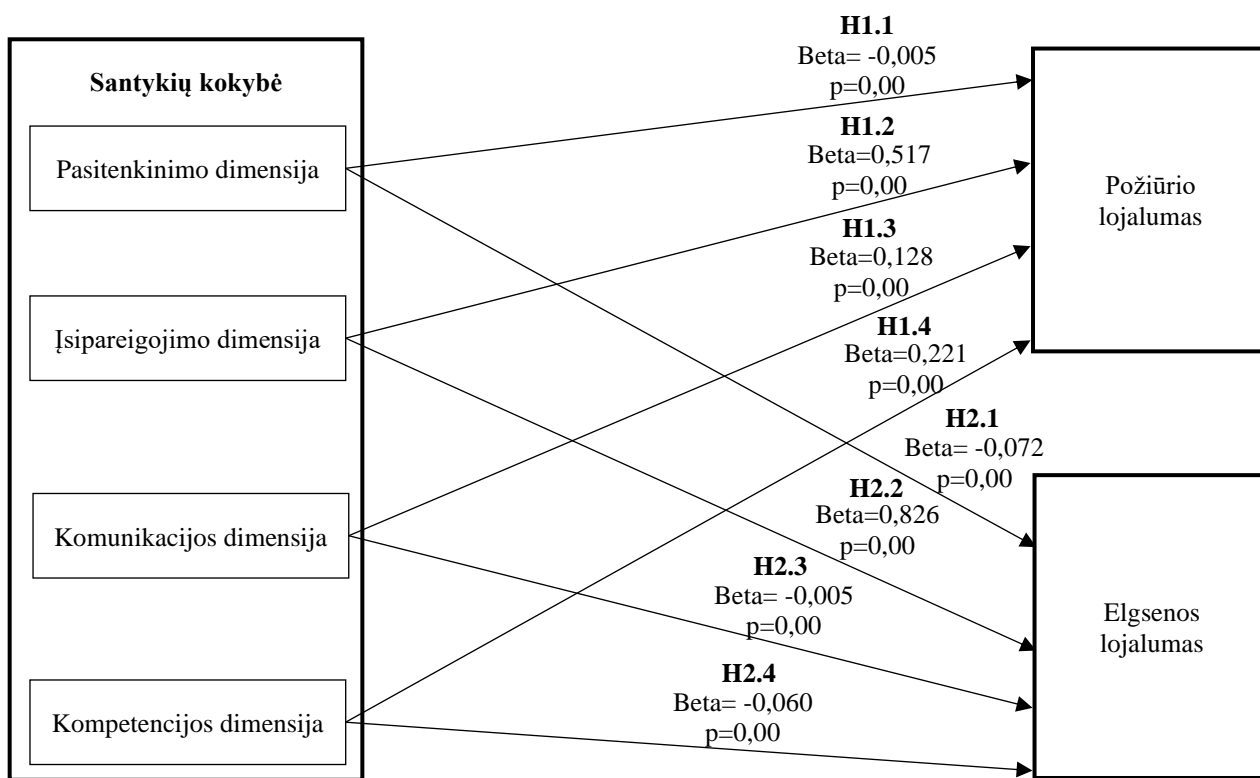 Santykių kokybė
Pasitenkinimo dimensija
Įsipareigojimo dimensija
Komunikacijos dimensija
Kompetencijos dimensija
H1.1
Beta= -0,005
p=0,00
H1.2
Beta=0,517
p=0,00
H1.3
Beta=0,128
p=0,00
H1.4
Beta=0,221
p=0,00
H2.1
Beta= -0,072
p=0,00
H2.2
Beta=0,826
p=0,00
H2.3
Beta= -0,005
p=0,00
H2.4
Beta= -0,060
p=0,00
Požiūrio
lojalumas
Elgsenos
lojalumas